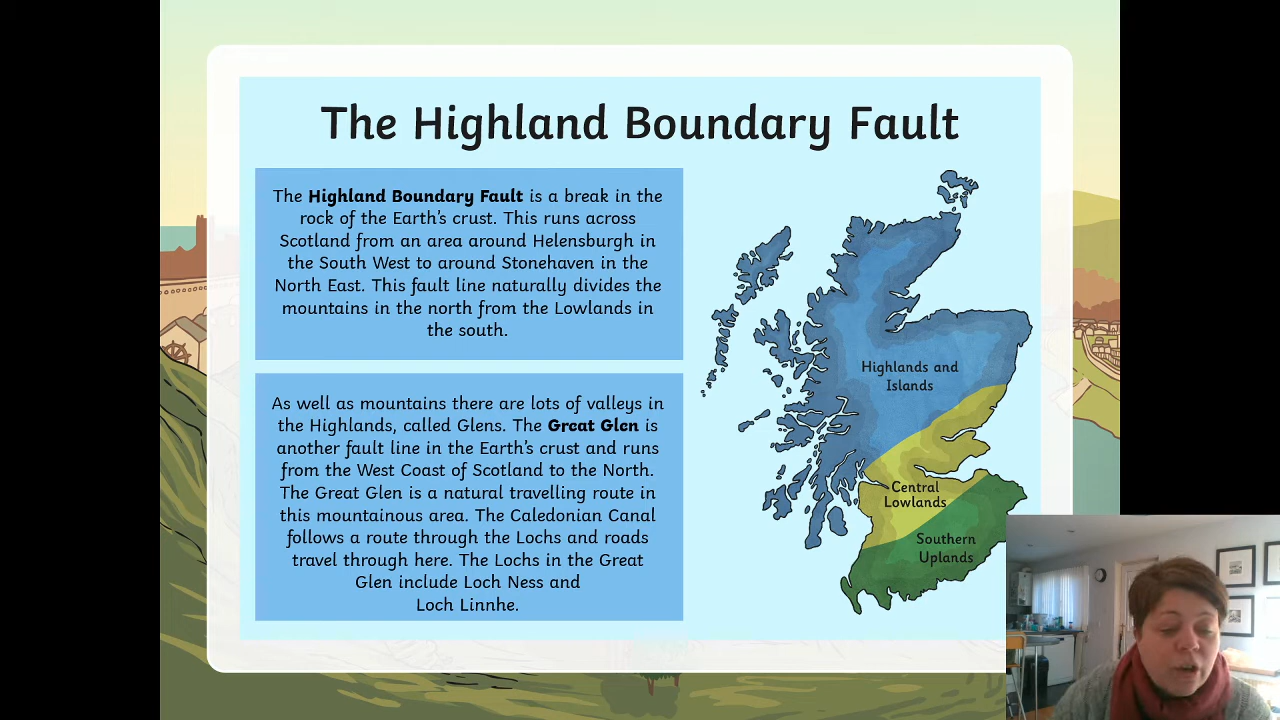 The Highland Boundary Fault
The Highland Boundary Fault is a break in the
rock of the Earth's crust. This runs across
Scotland from an area around Helensburgh in
the South West to around Stonehaven in the
North East. This fault line naturally divides the
mountains in the north from the Lowlands in
the south.
As well as mountains there are lots of valleys in
the Highlands, called Glens. The Great Glen is
another fault line in the Earth's crust and runs
from the West Coast of Scotland to the North.
The Great Glen is a natural travelling route in
this mountainous area. The Caledonian Canal
follows a route through the Lochs and roads
travel through here. The Lochs in the Great
Glen include Loch Ness and
Loch Linnhe.
Highlands and
Islands
Central
Lowlands
Southern
Uplands